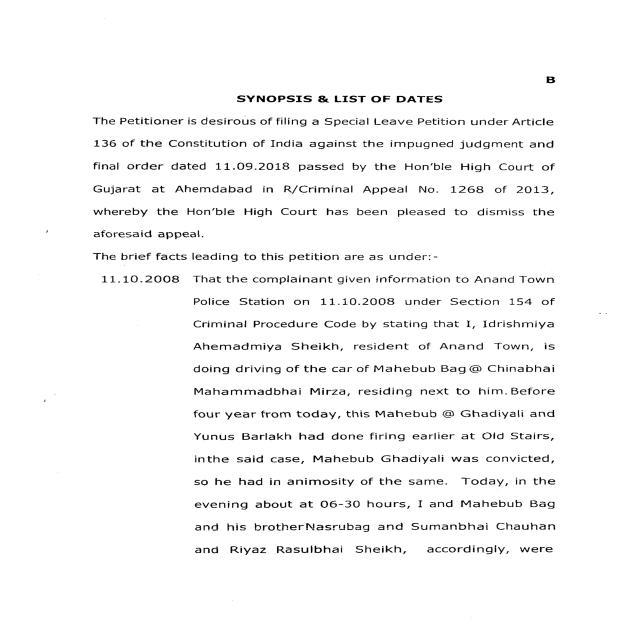 B
SYNOPSIS & LIST OF DATES
The Petitioner is desirous of filing a Special Leave Petition under Article
136 of the Constitution of India against the impugned judgment and
final order dated 11.09.2018 passed by the Hon'ble High Court of
Gujarat at Ahemdabad in R/Criminal Appeal No. 1268 of 2013,
whereby the Hon'ble High Court has been pleased to dismiss the
aforesaid appeal.
The brief facts leading to this petition are as under:-
11.10.2008 That the complainant given information to Anand Town
Police Station on 11.10.2008 under Section 154 of
Criminal Procedure Code by stating that I, Idrishmiya
Ahemadmiya Sheikh, resident of Anand Town, is
doing driving of the car of Mahebub Bag@ Chinabhai
Mahammadbhai Mirza, residing next to him.Before
four year from today, this Mahebub @ Ghadiyali and
Yunus Barlakh had done firing earlier at Old Stairs,
inthe said case, Mahebub Ghadiyali was convicted,
so he had in animosity of the same. Today, in the
evening about at 06-30 hours, I and Mahebub Bag
and his brotherNasrubag and Sumanbhai Chauhan
and Riyaz Rasulbhai Sheikh, accordingly, were